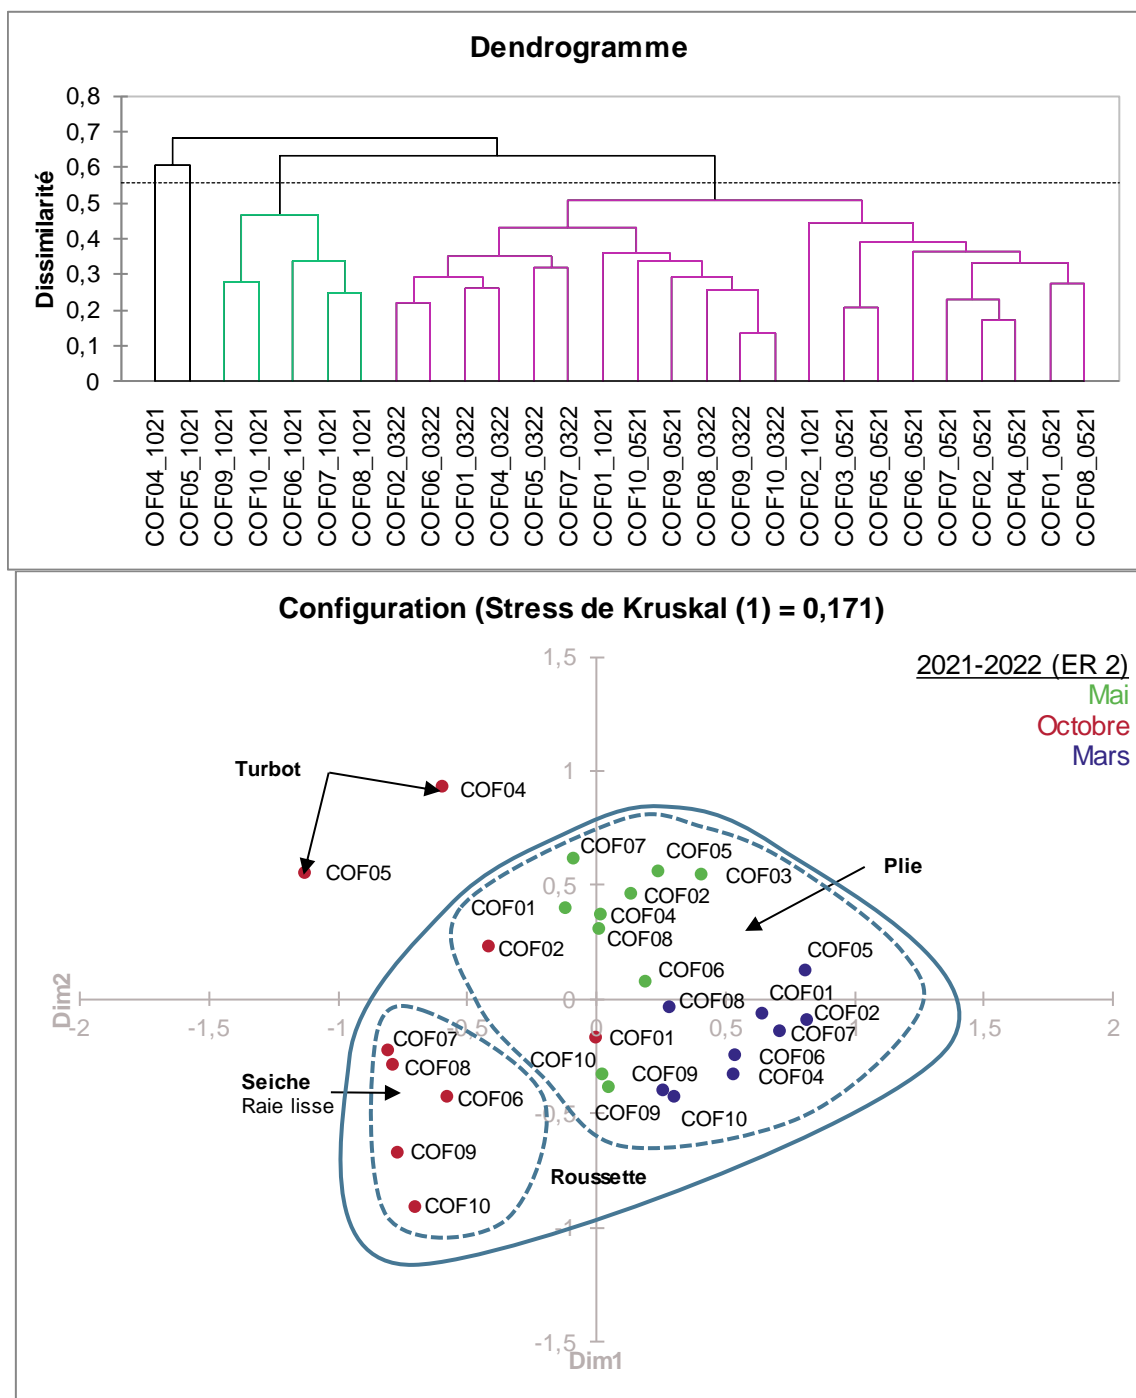 Dendrogramme
Dissimilarité
0,8
0,7
0,6
0,5
0,4
0,3
0,2
0,1
0
COF04_1021
COF05_1021
COF09_1021
COF10_1021
COF06_1021
COF07_1021
COF08_1021
COF02_0322
COF06_0322
COF01_0322
COF04_0322
COF05_0322
COF07_0322
COF01_1021
COF10_0521
COF09_0521
COF08_0322
COF09_0322
COF10_0322
COF02_1021
COF03_0521
COF05_0521
COF06_0521
COF07_0521
COF02_0521
COF04_0521
COF01_0521
COF08_0521
Configuration (Stress de Kruskal (1) = 0,171)
2021-2022 (ER 2)
Mai
Octobre
Mars
1,5
1
0,5
0
-0,5
-1
-1,5
-2
-1,5
-1
-0,5
0
0,5
1
1,5
2
Dim2
Dim1
Turbot
COF04
COF05
COF07
COF05
COF03
Plie
COF02
COF01
COF04
COF08
COF02
COF05
COF06
COF01
COF08
COF02
COF07
COF01
COF07
COF06
COF10
COF08
COF09
COF04
Seiche
Raie lisse
COF06
COF09
COF10
COF09
Roussette
COF10